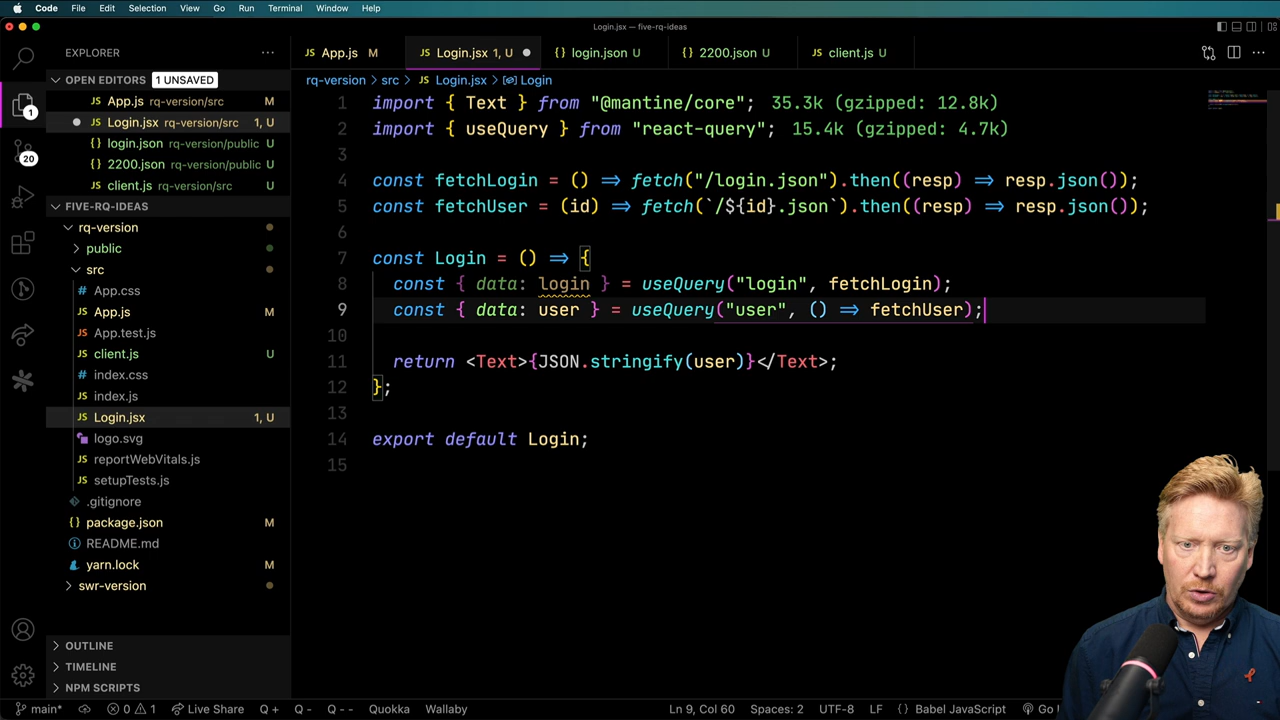 Code File Edit Selection View Go Run Terminal Window Help
Login.jsx — five-rq-ideas
EXPLORER
App.js M
Login.jsx 1, U
login.json U
2200.json U
client.js U
OPEN EDITORS 1 UNSAVED
rq-version > src > Login.jsx > Login
App.js rq-version/src M
Login.jsx rq-version/src 1, U
login.json rq-version/public U
2200.json rq-version/public U
client.js rq-version/src U
FIVE-RQ-IDEAS
rq-version
public
src
App.css
App.js M
App.test.js
client.js U
index.css
index.js
Login.jsx 1, U
logo.svg
reportWebVitals.js
setupTests.js
.gitignore
package.json M
README.md
yarn.lock M
swr-version
OUTLINE
TIMELINE
NPM SCRIPTS
1
20
1 import { Text } from "@mantine/core"; 35.3k (gzipped: 12.8k)
2 import { useQuery } from "react-query"; 15.4k (gzipped: 4.7k)
3
4 const fetchLogin = () => fetch("/login.json").then((resp) => resp.json());
5 const fetchUser = (id) => fetch(`/${id}.json`).then((resp) => resp.json());
6
7 const Login = () => {
8 const { data: login } = useQuery("login", fetchLogin);
9 const { data: user } = useQuery("user", () => fetchUser);
10
11 return <Text>{JSON.stringify(user)}</Text>;
12 };
13
14 export default Login;
15
main* 0 1 Live Share Q + Q - Q -- Quokka Wallaby Ln 9, Col 60 Spaces: 2 UTF-8 LF {} Babel JavaScript Go